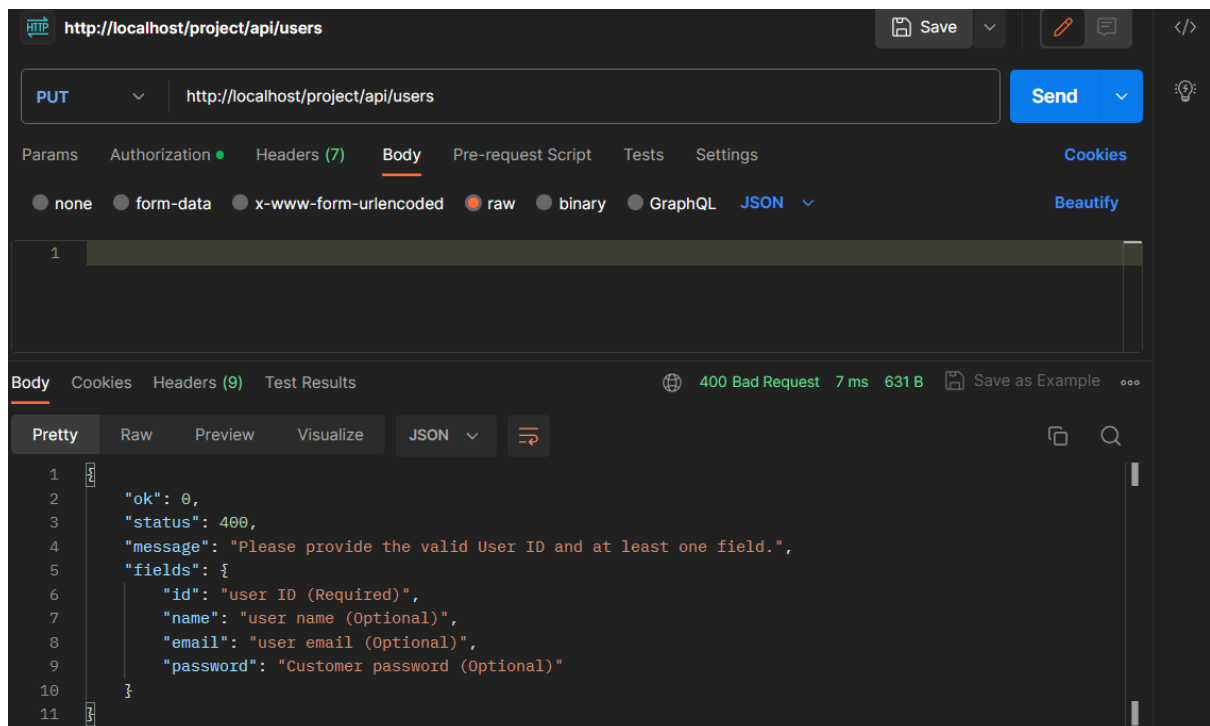 HTTP http://localhost/project/api/users Save </>
PUT http://localhost/project/api/users Send
Params Authorization Headers (7) Body Pre-request Script Tests Settings Cookies
none form-data x-www-form-urlencoded raw binary GraphQL JSON Beautify
1
Body Cookies Headers (9) Test Results 400 Bad Request 7 ms 631 B Save as Example
Pretty Raw Preview Visualize JSON
1 {
2 "ok": 0,
3 "status": 400,
4 "message": "Please provide the valid User ID and at least one field.",
5 "fields": {
6 "id": "user ID (Required)",
7 "name": "user name (Optional)",
8 "email": "user email (Optional)",
9 "password": "Customer password (Optional)"
10 }
11 }